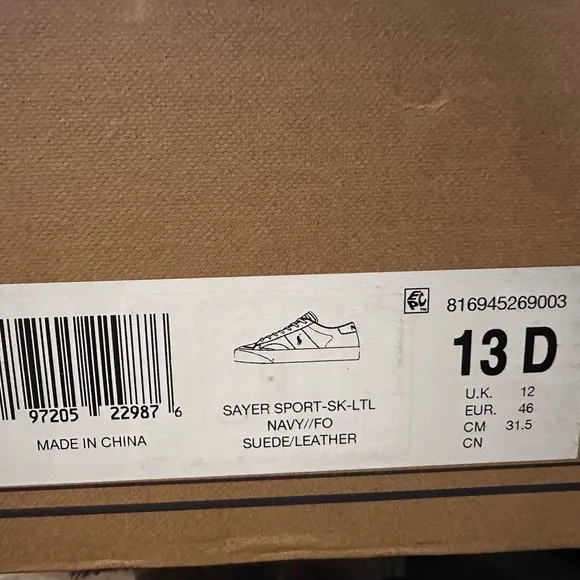 816945269003
13 D
U.K. 12
EUR. 46
CM 31.5
CN
97205 22987 6
MADE IN CHINA
SAYER SPORT-SK-LTL
NAVY//FO
SUEDE/LEATHER